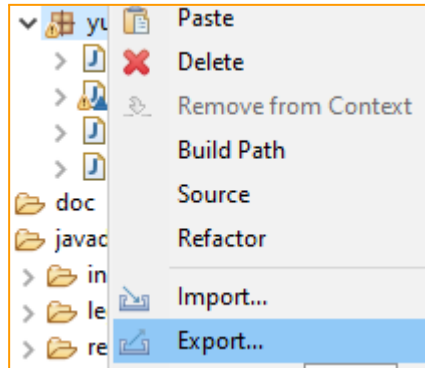 yu
Paste
Delete
Remove from Context
Build Path
Source
doc
Refactor
javad
in
Import...
le
re
Export...